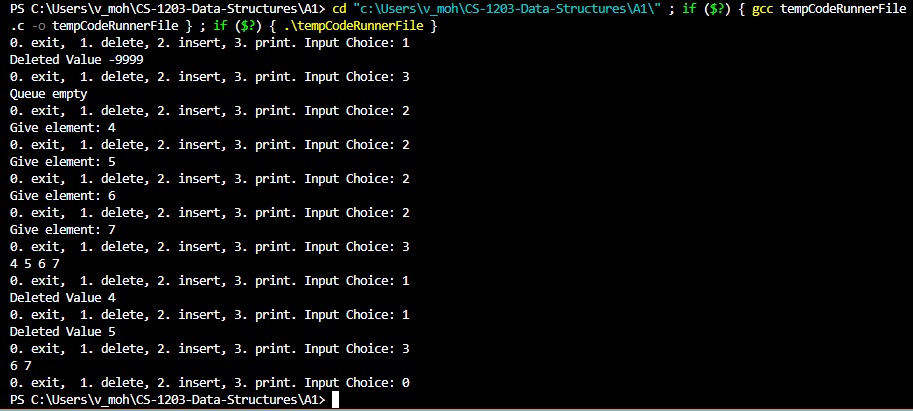 PS C:\Users\v_moh\CS-1203-Data-Structures\A1> cd "c:\Users\v_moh\CS-1203-Data-Structures\A1\" ; if ($?) { gcc tempCodeRunnerFile
.c -o tempCodeRunnerFile } ; if ($?) { .\tempCodeRunnerFile }
0. exit,  1. delete, 2. insert, 3. print. Input Choice: 1
Deleted Value -9999
0. exit,  1. delete, 2. insert, 3. print. Input Choice: 3
Queue empty
0. exit,  1. delete, 2. insert, 3. print. Input Choice: 2
Give element: 4
0. exit,  1. delete, 2. insert, 3. print. Input Choice: 2
Give element: 5
0. exit,  1. delete, 2. insert, 3. print. Input Choice: 2
Give element: 6
0. exit,  1. delete, 2. insert, 3. print. Input Choice: 2
Give element: 7
0. exit,  1. delete, 2. insert, 3. print. Input Choice: 3
4 5 6 7
0. exit,  1. delete, 2. insert, 3. print. Input Choice: 1
Deleted Value 4
0. exit,  1. delete, 2. insert, 3. print. Input Choice: 1
Deleted Value 5
0. exit,  1. delete, 2. insert, 3. print. Input Choice: 3
6 7
0. exit,  1. delete, 2. insert, 3. print. Input Choice: 0
PS C:\Users\v_moh\CS-1203-Data-Structures\A1>